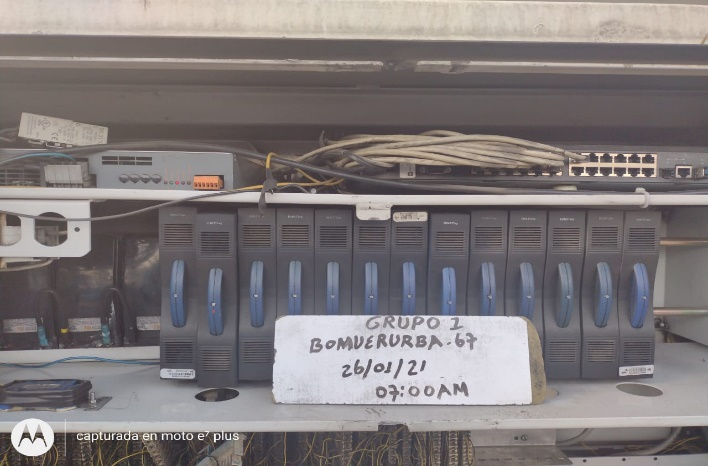 GRUPO 1
BOMVERURBA.67
26/01/21
07:00AM
capturada en moto e⁷ plus